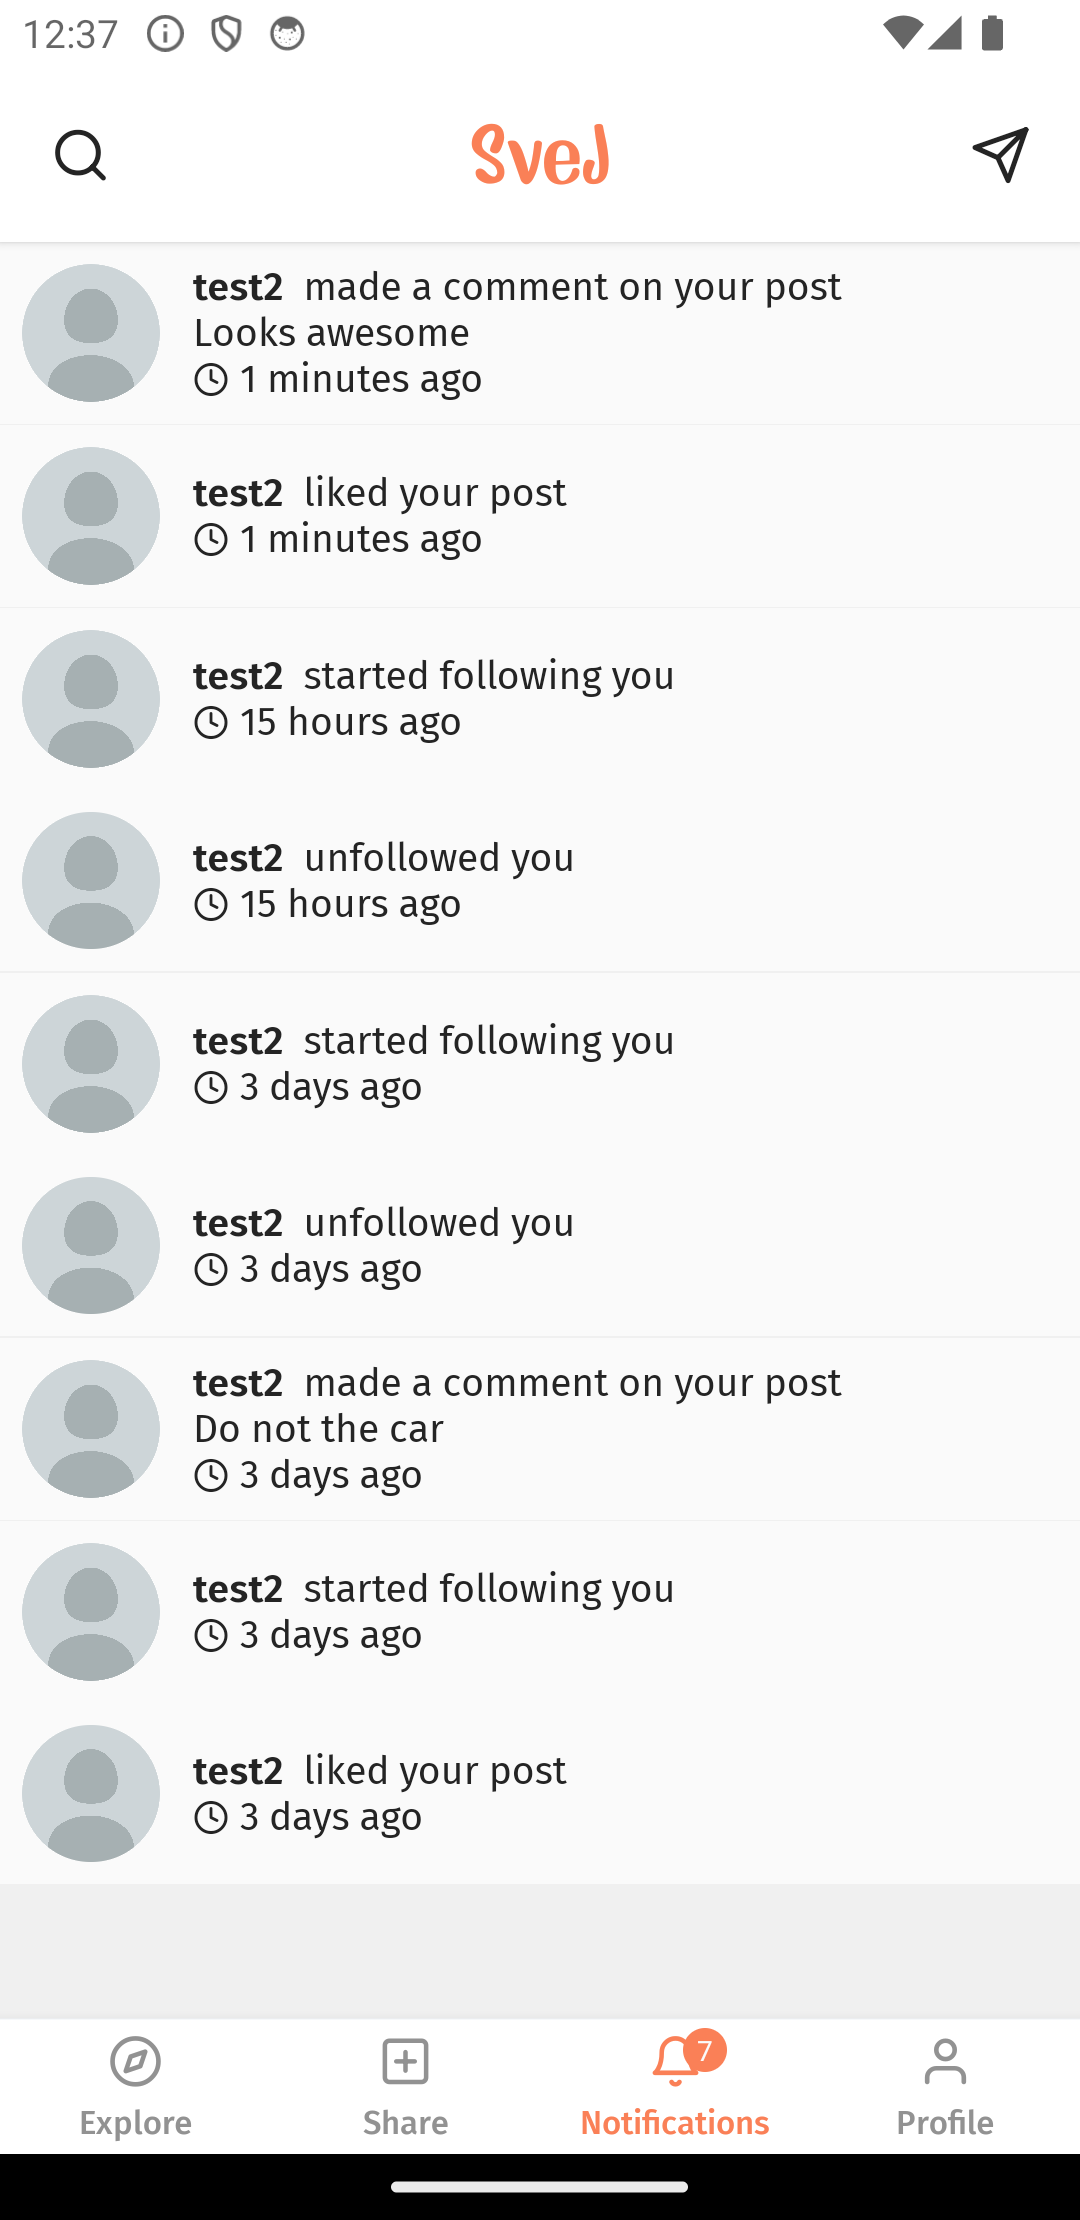 12:37
SveJ
test2 made a comment on your post
Looks awesome
1 minutes ago
test2 liked your post
1 minutes ago
test2 started following you
15 hours ago
test2 unfollowed you
15 hours ago
test2 started following you
3 days ago
test2 unfollowed you
3 days ago
test2 made a comment on your post
Do not the car
3 days ago
test2 started following you
3 days ago
test2 liked your post
3 days ago
7
Explore Share Notifications Profile